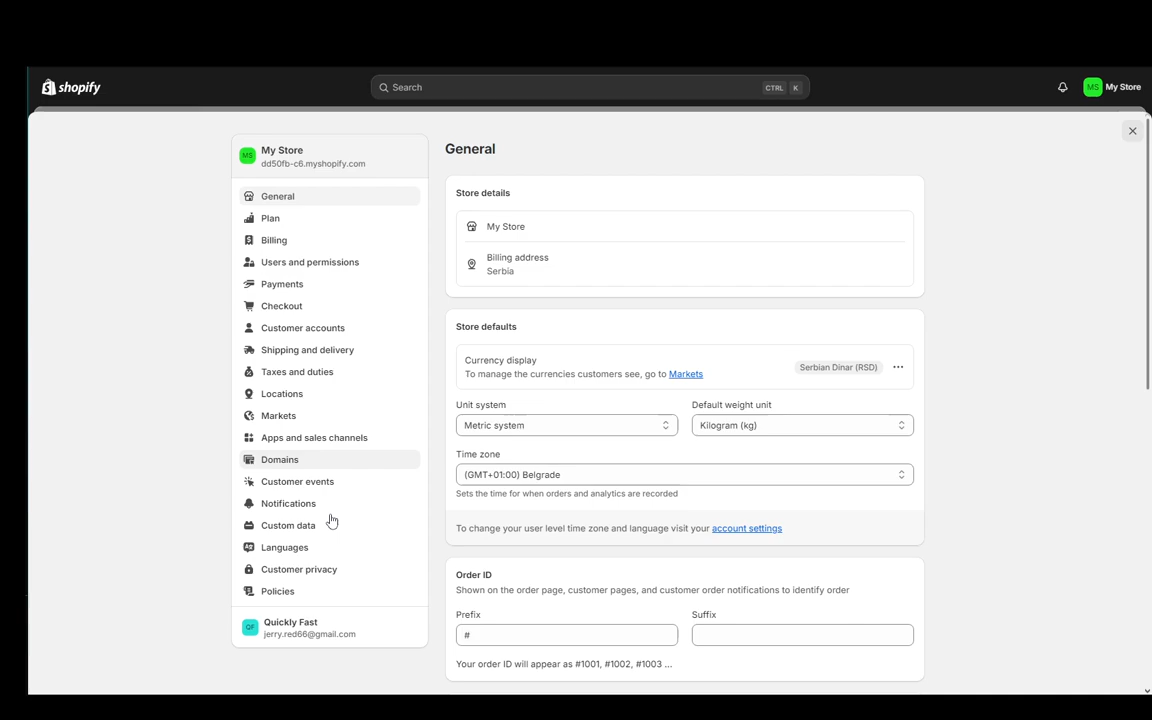 shopify
Search
CTRL K
MS My Store
MS My Store
dd50fb-c6.myshopify.com
General
Plan
Billing
Users and permissions
Payments
Checkout
Customer accounts
Shipping and delivery
Taxes and duties
Locations
Markets
Apps and sales channels
Domains
Customer events
Notifications
Custom data
Languages
Customer privacy
Policies
QF Quickly Fast
jerry.red66@gmail.com
General
Store details
My Store
Billing address
Serbia
Store defaults
Currency display
To manage the currencies customers see, go to Markets
Serbian Dinar (RSD)
Unit system Default weight unit
Metric system Kilogram (kg)
Time zone
(GMT+01:00) Belgrade
Sets the time for when orders and analytics are recorded
To change your user level time zone and language visit your account settings
Order ID
Shown on the order page, customer pages, and customer order notifications to identify order
Prefix Suffix
#
Your order ID will appear as #1001, #1002, #1003 ...